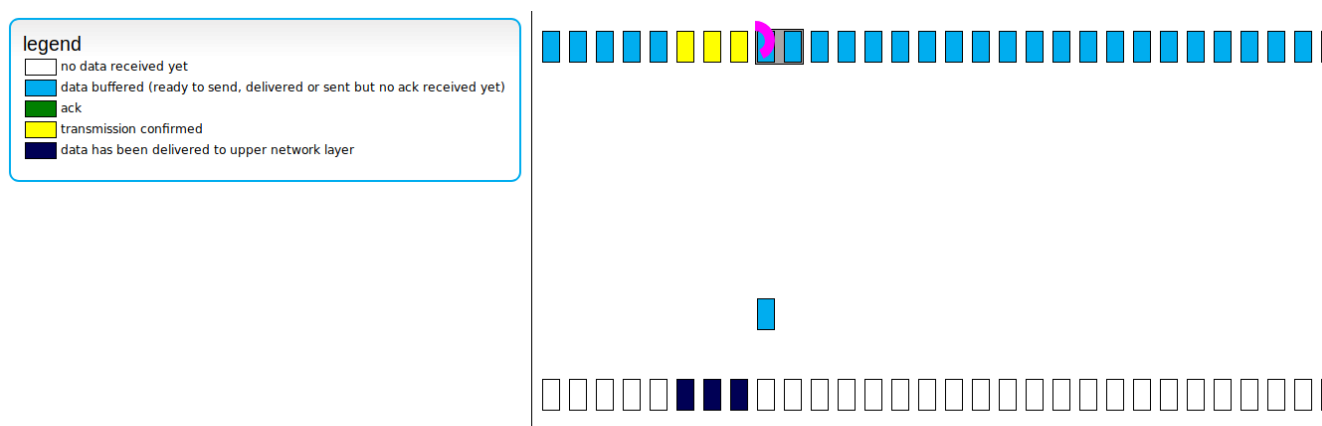 legend
no data received yet
data buffered (ready to send, delivered or sent but no ack received yet)
ack
transmission confirmed
data has been delivered to upper network layer